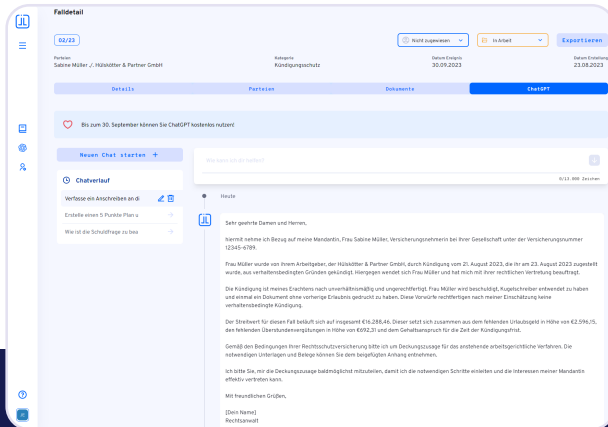 Falldetail
02/23
Nicht zugewiesen
In Arbeit
Exportieren
Parteien
Sabine Müller ./. Hülskötter & Partner GmbH
Kategorie
Kündigungsschutz
Datum Ereignis
30.09.2023
Datum Erstellung
23.08.2023
Details
Parteien
Dokumente
ChatGPT
Bis zum 30. September können Sie ChatGPT kostenlos nutzen!
Neuen Chat starten +
Wie kann ich dir helfen?
0/13.000 Zeichen
Chatverlauf
Verfasse ein Anschreiben an di
Erstelle einen 5 Punkte Plan u
Wie ist die Schuldfrage zu bea
Heute
Sehr geehrte Damen und Herren,
hiermit nehme ich Bezug auf meine Mandantin, Frau Sabine Müller, Versicherungsnehmerin bei Ihrer Gesellschaft unter der Versicherungsnummer
12345-6789.
Frau Müller wurde von ihrem Arbeitgeber, der Hülskötter & Partner GmbH, durch Kündigung vom 21. August 2023, die ihr am 23. August 2023 zugestellt
wurde, aus verhaltensbedingten Gründen gekündigt. Hiergegen wendet sich Frau Müller und hat mich mit ihrer rechtlichen Vertretung beauftragt.
Die Kündigung ist meines Erachtens nach unverhältnismäßig und ungerechtfertigt. Frau Müller wird beschuldigt, Kugelschreiber entwendet zu haben
und einmal ein Dokument ohne vorherige Erlaubnis gedruckt zu haben. Diese Vorwürfe rechtfertigen nach meiner Einschätzung keine
verhaltensbedingte Kündigung.
Der Streitwert für diesen Fall beläuft sich auf insgesamt €16.288,46. Dieser setzt sich zusammen aus dem fehlenden Urlaubsgeld in Höhe von €2.596,15,
den fehlenden Überstundenvergütungen in Höhe von €692,31 und dem Gehaltsanspruch für die Zeit der Kündigungsfrist.
Gemäß den Bedingungen Ihrer Rechtsschutzversicherung bitte ich um Deckungszusage für das anstehende arbeitsgerichtliche Verfahren. Die
notwendigen Unterlagen und Belege können Sie dem beigefügten Anhang entnehmen.
Ich bitte Sie, mir die Deckungszusage baldmöglichst mitzuteilen, damit ich die notwendigen Schritte einleiten und die Interessen meiner Mandantin
effektiv vertreten kann.
Mit freundlichen Grüßen,
[Dein Name]
Rechtsanwalt